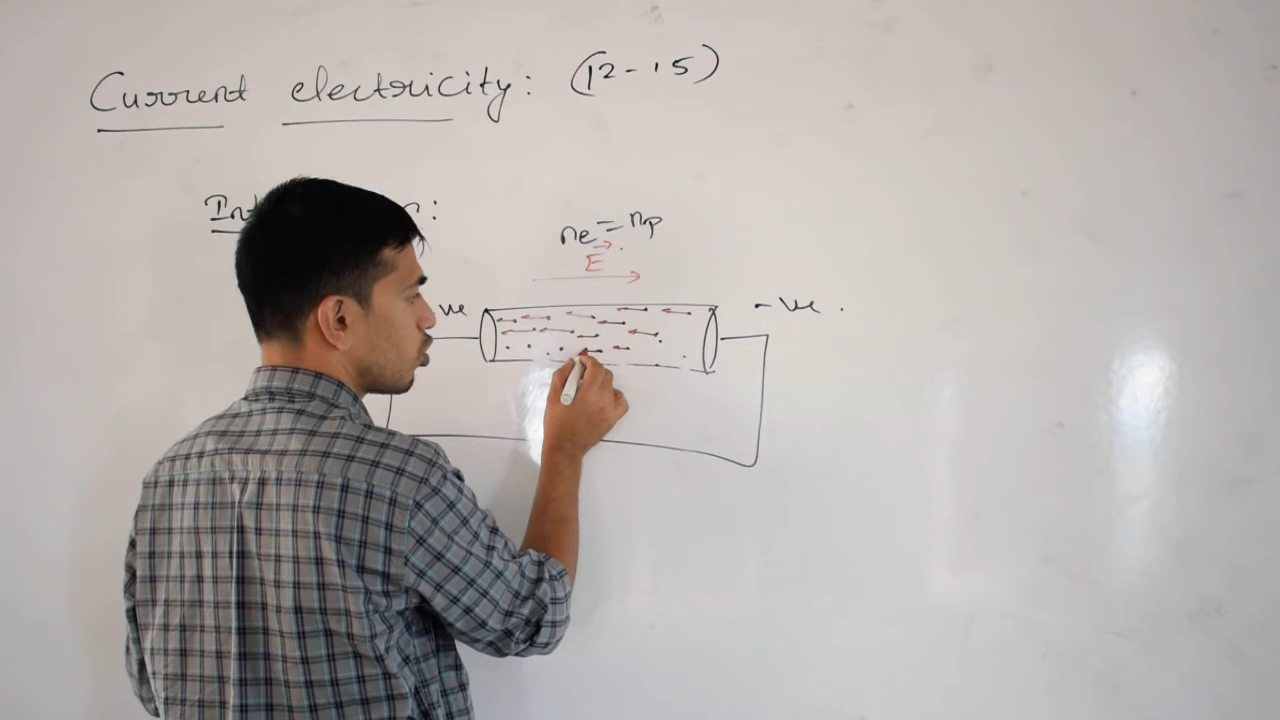 Current electricity: (12-15)
ne = np
E
ve
- ve .